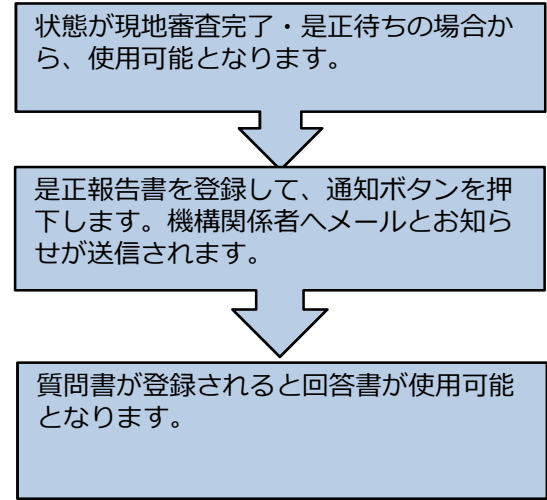 状態が現地審査完了・是正待ちの場合か
ら、使用可能となります。
是正報告書を登録して、通知ボタンを押
下します。機構関係者へメールとお知ら
せが送信されます。
質問書が登録されると回答書が使用可能
となります。